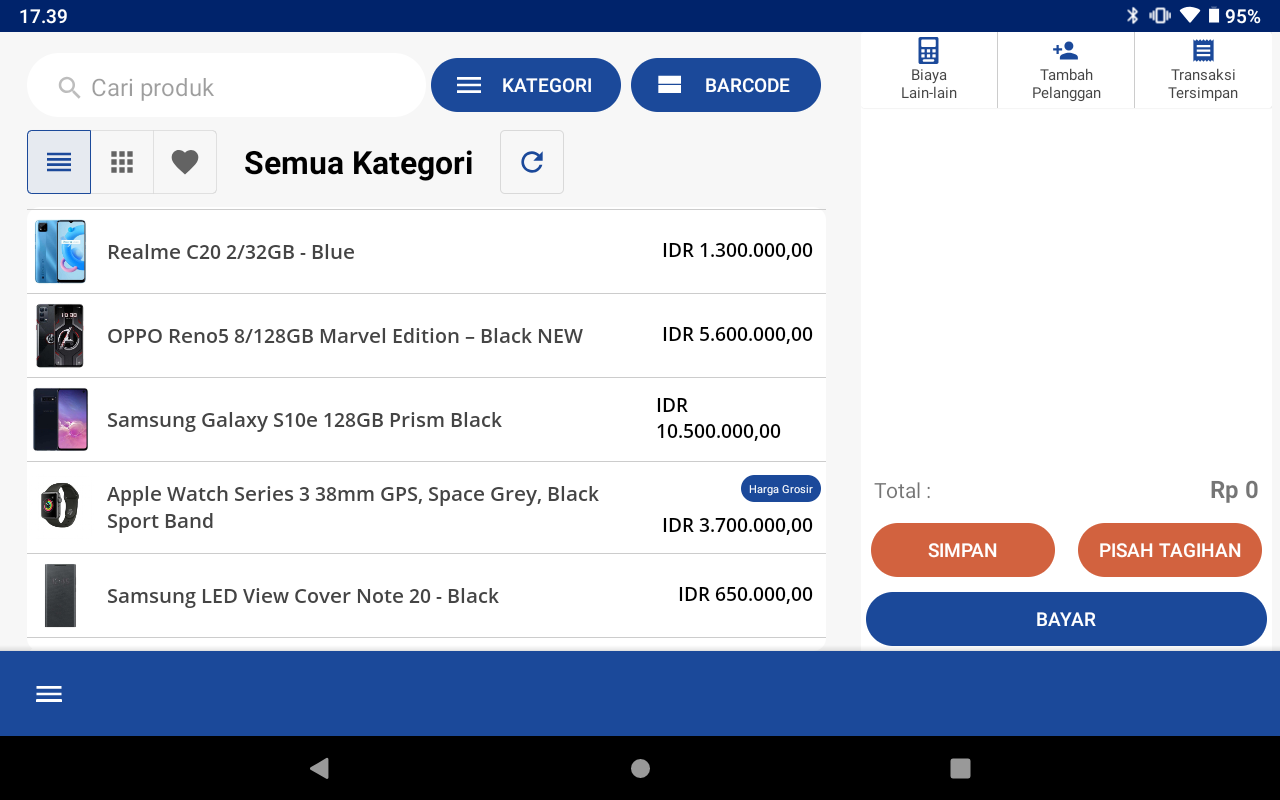 17.39
95%
Cari produk
KATEGORI
BARCODE
Biaya
Lain-lain
Tambah
Pelanggan
Transaksi
Tersimpan
Semua Kategori
Realme C20 2/32GB - Blue
IDR 1.300.000,00
OPPO Reno5 8/128GB Marvel Edition – Black NEW
IDR 5.600.000,00
Samsung Galaxy S10e 128GB Prism Black
IDR
10.500.000,00
Apple Watch Series 3 38mm GPS, Space Grey, Black
Sport Band
Harga Grosir
IDR 3.700.000,00
Samsung LED View Cover Note 20 - Black
IDR 650.000,00
Total :
Rp 0
SIMPAN
PISAH TAGIHAN
BAYAR